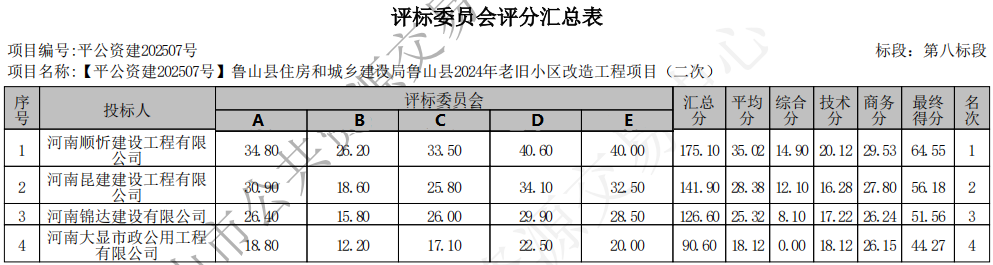 评标委员会评分汇总表
项目编号:平公资建202507号 标段: 第八标段
项目名称:【平公资建202507号】鲁山县住房和城乡建设局鲁山县2024年老旧小区改造工程项目（二次）
序号 投标人 评标委员会 汇总分 平均分 综合分 技术分 商务分 最终得分 名次
A B C D E
1 河南顺忻建设工程有限公司 34.80 26.20 33.50 40.60 40.00 175.10 35.02 14.90 20.12 29.53 64.55 1
2 河南昆建建设工程有限公司 30.90 18.60 25.80 34.10 32.50 141.90 28.38 12.10 16.28 27.80 56.18 2
3 河南锦达建设有限公司 26.40 15.80 26.00 29.90 28.50 126.60 25.32 8.10 17.22 26.24 51.56 3
4 河南大显市政公用工程有限公司 18.80 12.20 17.10 22.50 20.00 90.60 18.12 0.00 18.12 26.15 44.27 4